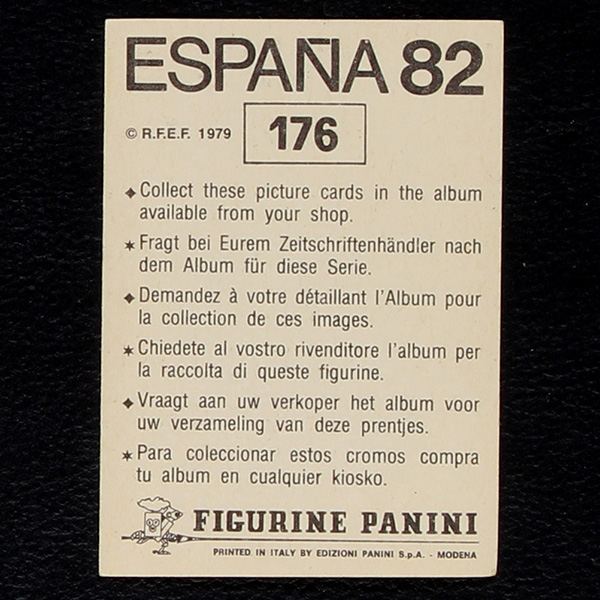 ESPAÑA 82
© R.F.E.F. 1979 176
✦ Collect these picture cards in the album
available from your shop.
✶ Fragt bei Eurem Zeitschriftenhändler nach
dem Album für diese Serie.
✦ Demandez à votre détaillant l'Album pour
la collection de ces images.
✶ Chiedete al vostro rivenditore l'album per
la raccolta di queste figurine.
✦ Vraagt aan uw verkoper het album voor
uw verzameling van deze prentjes.
✶ Para coleccionar estos cromos compra
tu album en cualquier kiosko.
FIGURINE PANINI
PRINTED IN ITALY BY EDIZIONI PANINI S.p.A. - MODENA